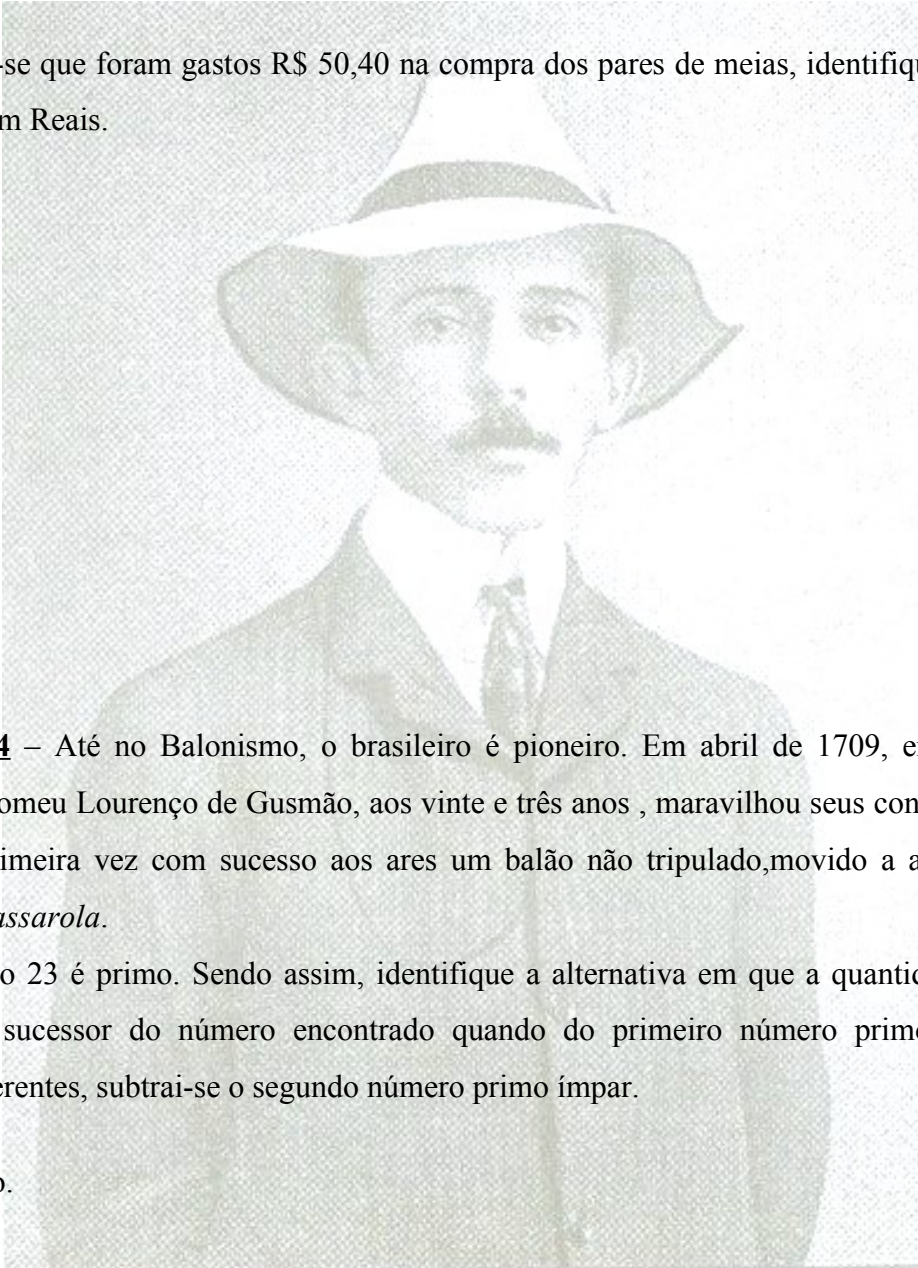 -se que foram gastos R$ 50,40 na compra dos pares de meias, identifiqu
m Reais.
4 – Até no Balonismo, o brasileiro é pioneiro. Em abril de 1709, e
omeu Lourenço de Gusmão, aos vinte e três anos , maravilhou seus con
imeira vez com sucesso aos ares um balão não tripulado,movido a a
assarola.
o 23 é primo. Sendo assim, identifique a alternativa em que a quantid
sucessor do número encontrado quando do primeiro número prim
erentes, subtrai-se o segundo número primo ímpar.
o.